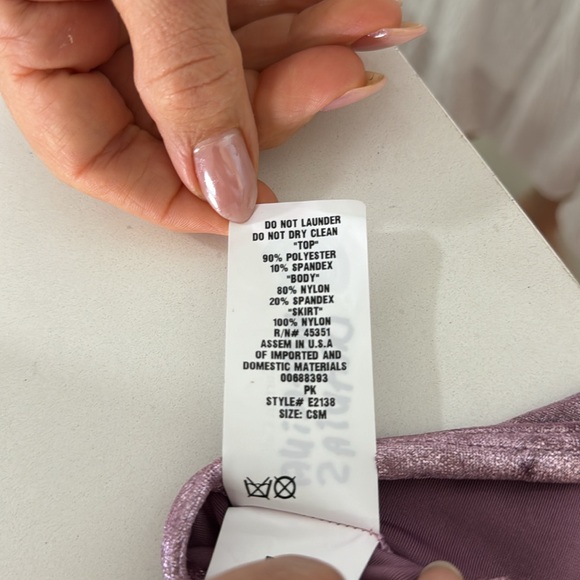 DO NOT LAUNDER
DO NOT DRY CLEAN
"TOP"
90% POLYESTER
10% SPANDEX
"BODY"
80% NYLON
20% SPANDEX
"SKIRT"
100% NYLON
R/N# 45351
ASSEM IN U.S.A
OF IMPORTED AND
DOMESTIC MATERIALS
00688393
PK
STYLE# E2138
SIZE: CSM